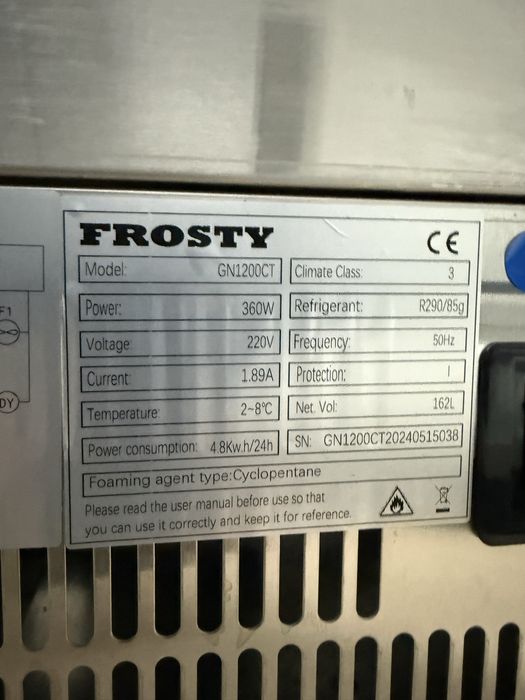 FROSTY
CE
Model: GN1200CT
Climate Class: 3
Power: 360W
Refrigerant: R290/85g
Voltage 220V
Frequency: 50Hz
Current: 1.89A
Protection: I
Temperature: 2~8℃
Net. Vol: 162L
Power consumption: 4.8Kw.h/24h
SN: GN1200CT20240515038
Foaming agent type:Cyclopentane
Please read the user manual before use so that
you can use it correctly and keep it for reference.
F1
DY